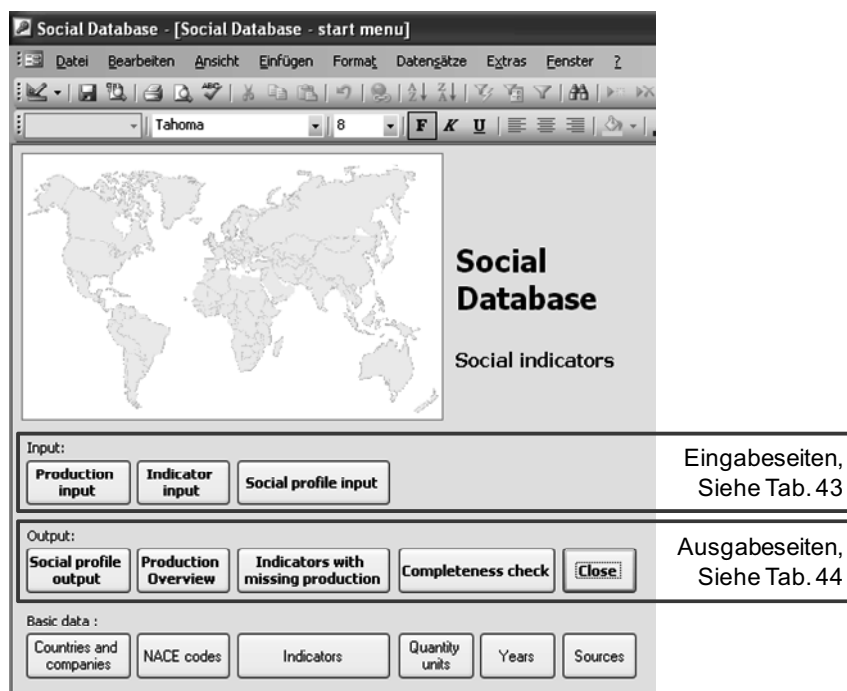 Social Database - [Social Database - start menu]
Datei Bearbeiten Ansicht Einfügen Format Datensätze Extras Fenster ?
Tahoma 8 F K U
Social
Database
Social indicators
Input:
Production
input
Indicator
input
Social profile input
Eingabeseiten,
Siehe Tab. 43
Output:
Social profile
output
Production
Overview
Indicators with
missing production
Completeness check
Close
Ausgabeseiten,
Siehe Tab. 44
Basic data :
Countries and
companies
NACE codes
Indicators
Quantity
units
Years
Sources